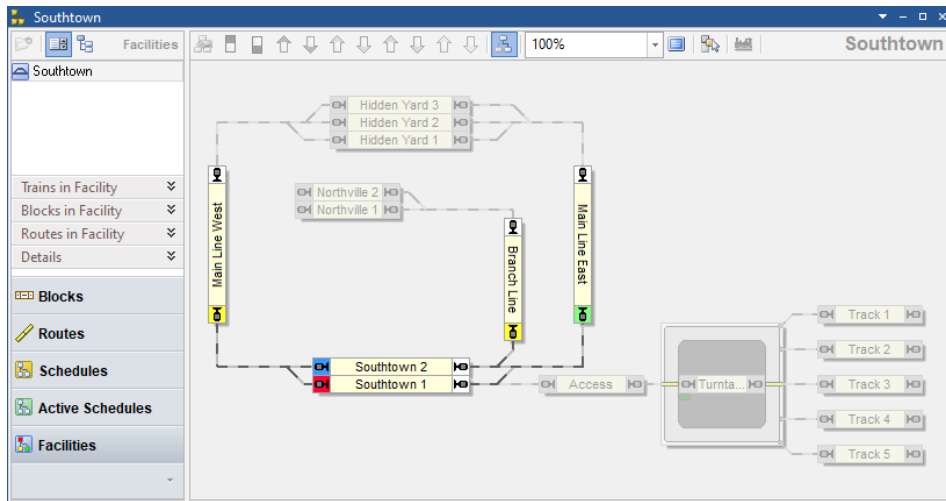 Southtown
Facilities
100%
Southtown
Southtown
Trains in Facility
Blocks in Facility
Routes in Facility
Details
Blocks
Routes
Schedules
Active Schedules
Facilities
Hidden Yard 3
Hidden Yard 2
Hidden Yard 1
Northville 2
Northville 1
Main Line West
Branch Line
Main Line East
Southtown 2
Southtown 1
Access
Turnta...
Track 1
Track 2
Track 3
Track 4
Track 5